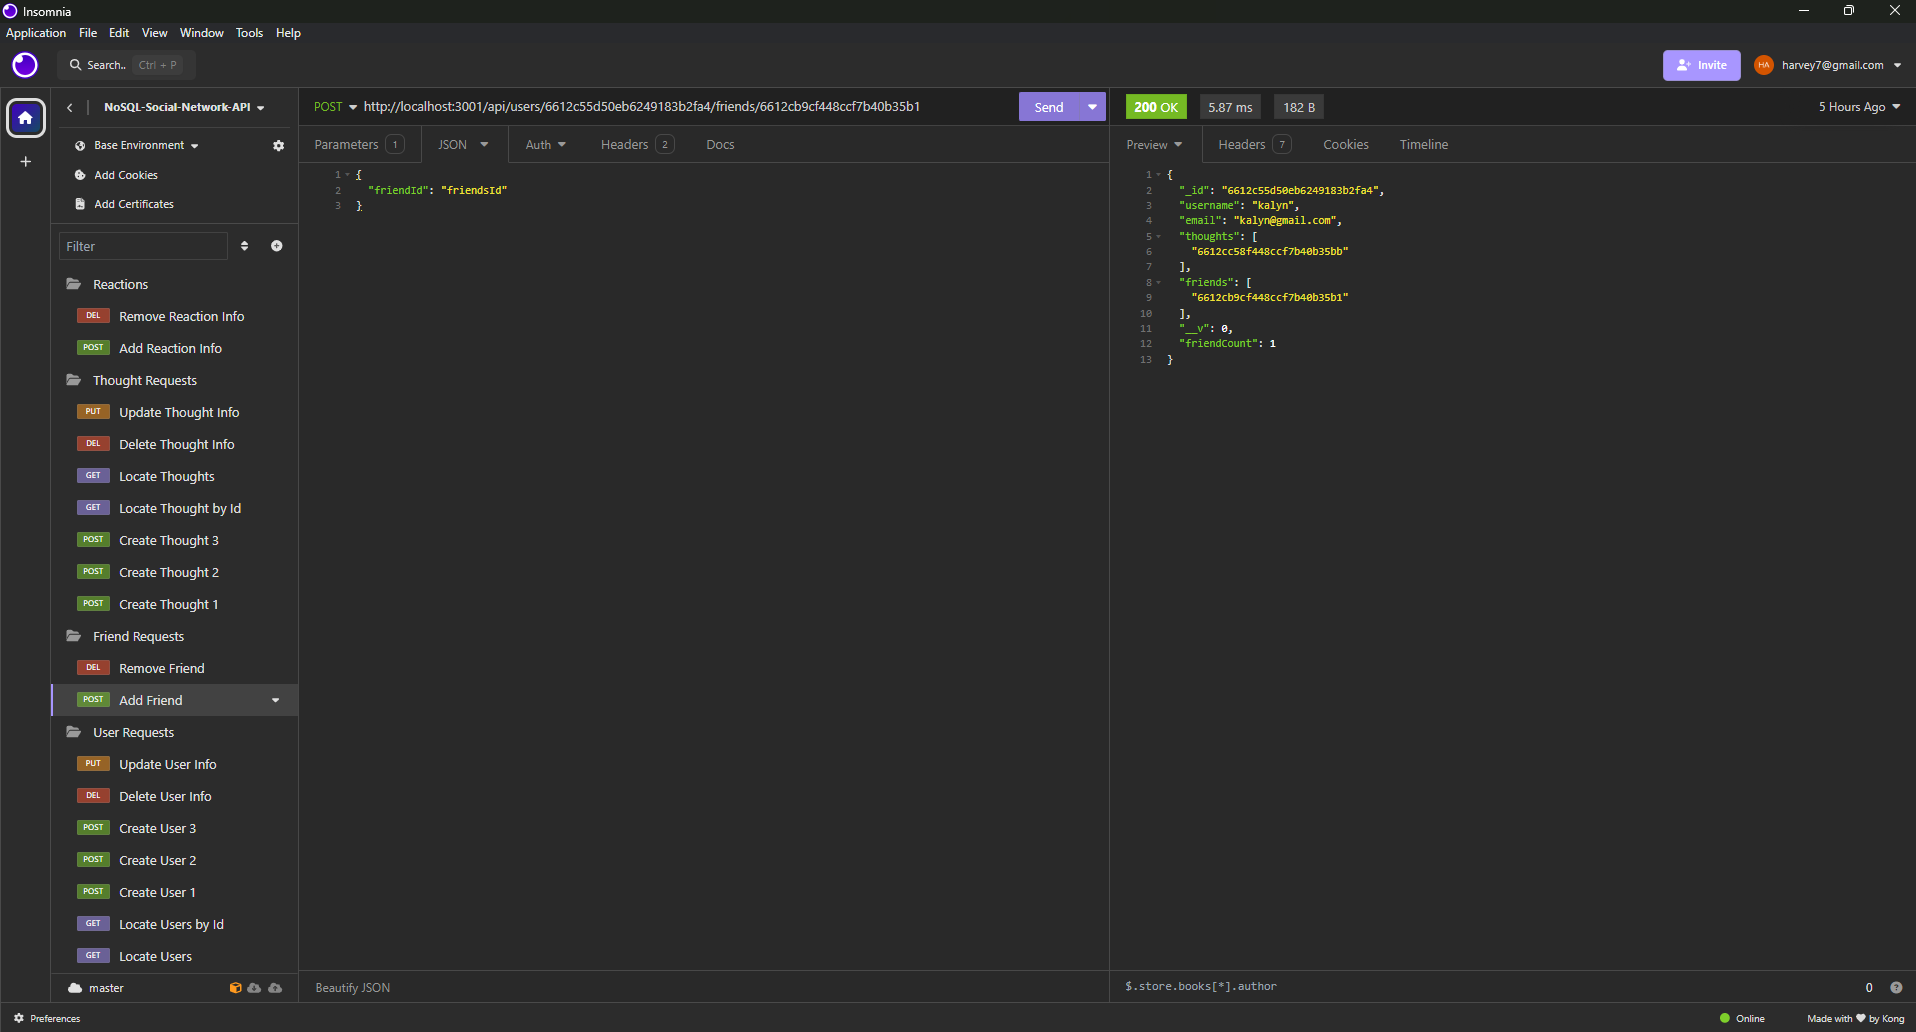 Insomnia
Application File Edit View Window Tools Help
Search.. Ctrl + P
Invite HA harvey7@gmail.com
NoSQL-Social-Network-API
POST http://localhost:3001/api/users/6612c55d50eb6249183b2fa4/friends/6612cb9cf448ccf7b40b35b1 Send
200 OK 5.87 ms 182 B 5 Hours Ago
Base Environment
Add Cookies
Add Certificates
Filter
Reactions
DEL Remove Reaction Info
POST Add Reaction Info
Thought Requests
PUT Update Thought Info
DEL Delete Thought Info
GET Locate Thoughts
GET Locate Thought by Id
POST Create Thought 3
POST Create Thought 2
POST Create Thought 1
Friend Requests
DEL Remove Friend
POST Add Friend
User Requests
PUT Update User Info
DEL Delete User Info
POST Create User 3
POST Create User 2
POST Create User 1
GET Locate Users by Id
GET Locate Users
master
Parameters 1 JSON Auth Headers 2 Docs
1 {
2 "friendId": "friendsId"
3 }
Beautify JSON
Preview Headers 7 Cookies Timeline
1 {
2 "_id": "6612c55d50eb6249183b2fa4",
3 "username": "kalyn",
4 "email": "kalyn@gmail.com",
5 "thoughts": [
6 "6612cc58f448ccf7b40b35bb"
7 ],
8 "friends": [
9 "6612cb9cf448ccf7b40b35b1"
10 ],
11 "__v": 0,
12 "friendCount": 1
13 }
$.store.books[*].author 0 ?
Preferences
Online Made with by Kong